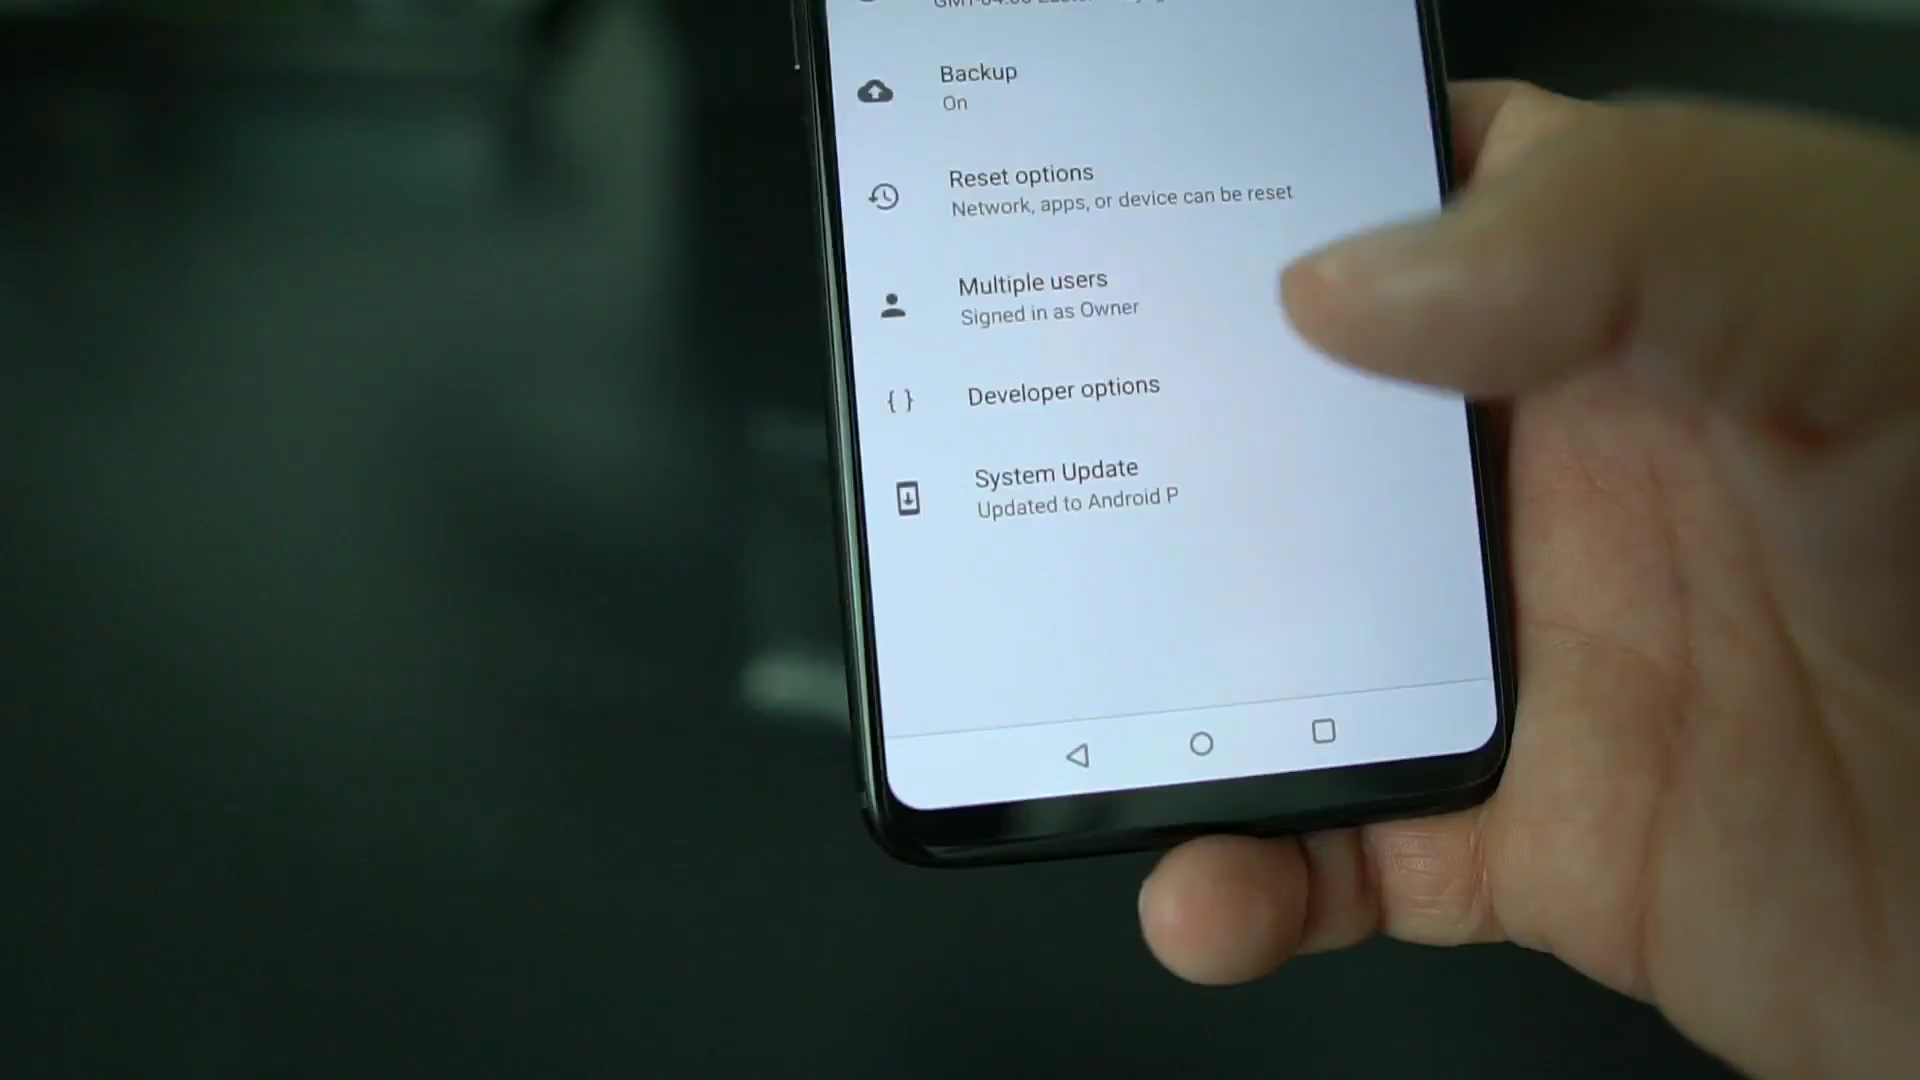 Backup
On
Reset options
Network, apps, or device can be reset
Multiple users
Signed in as Owner
{ } Developer options
System Update
Updated to Android P